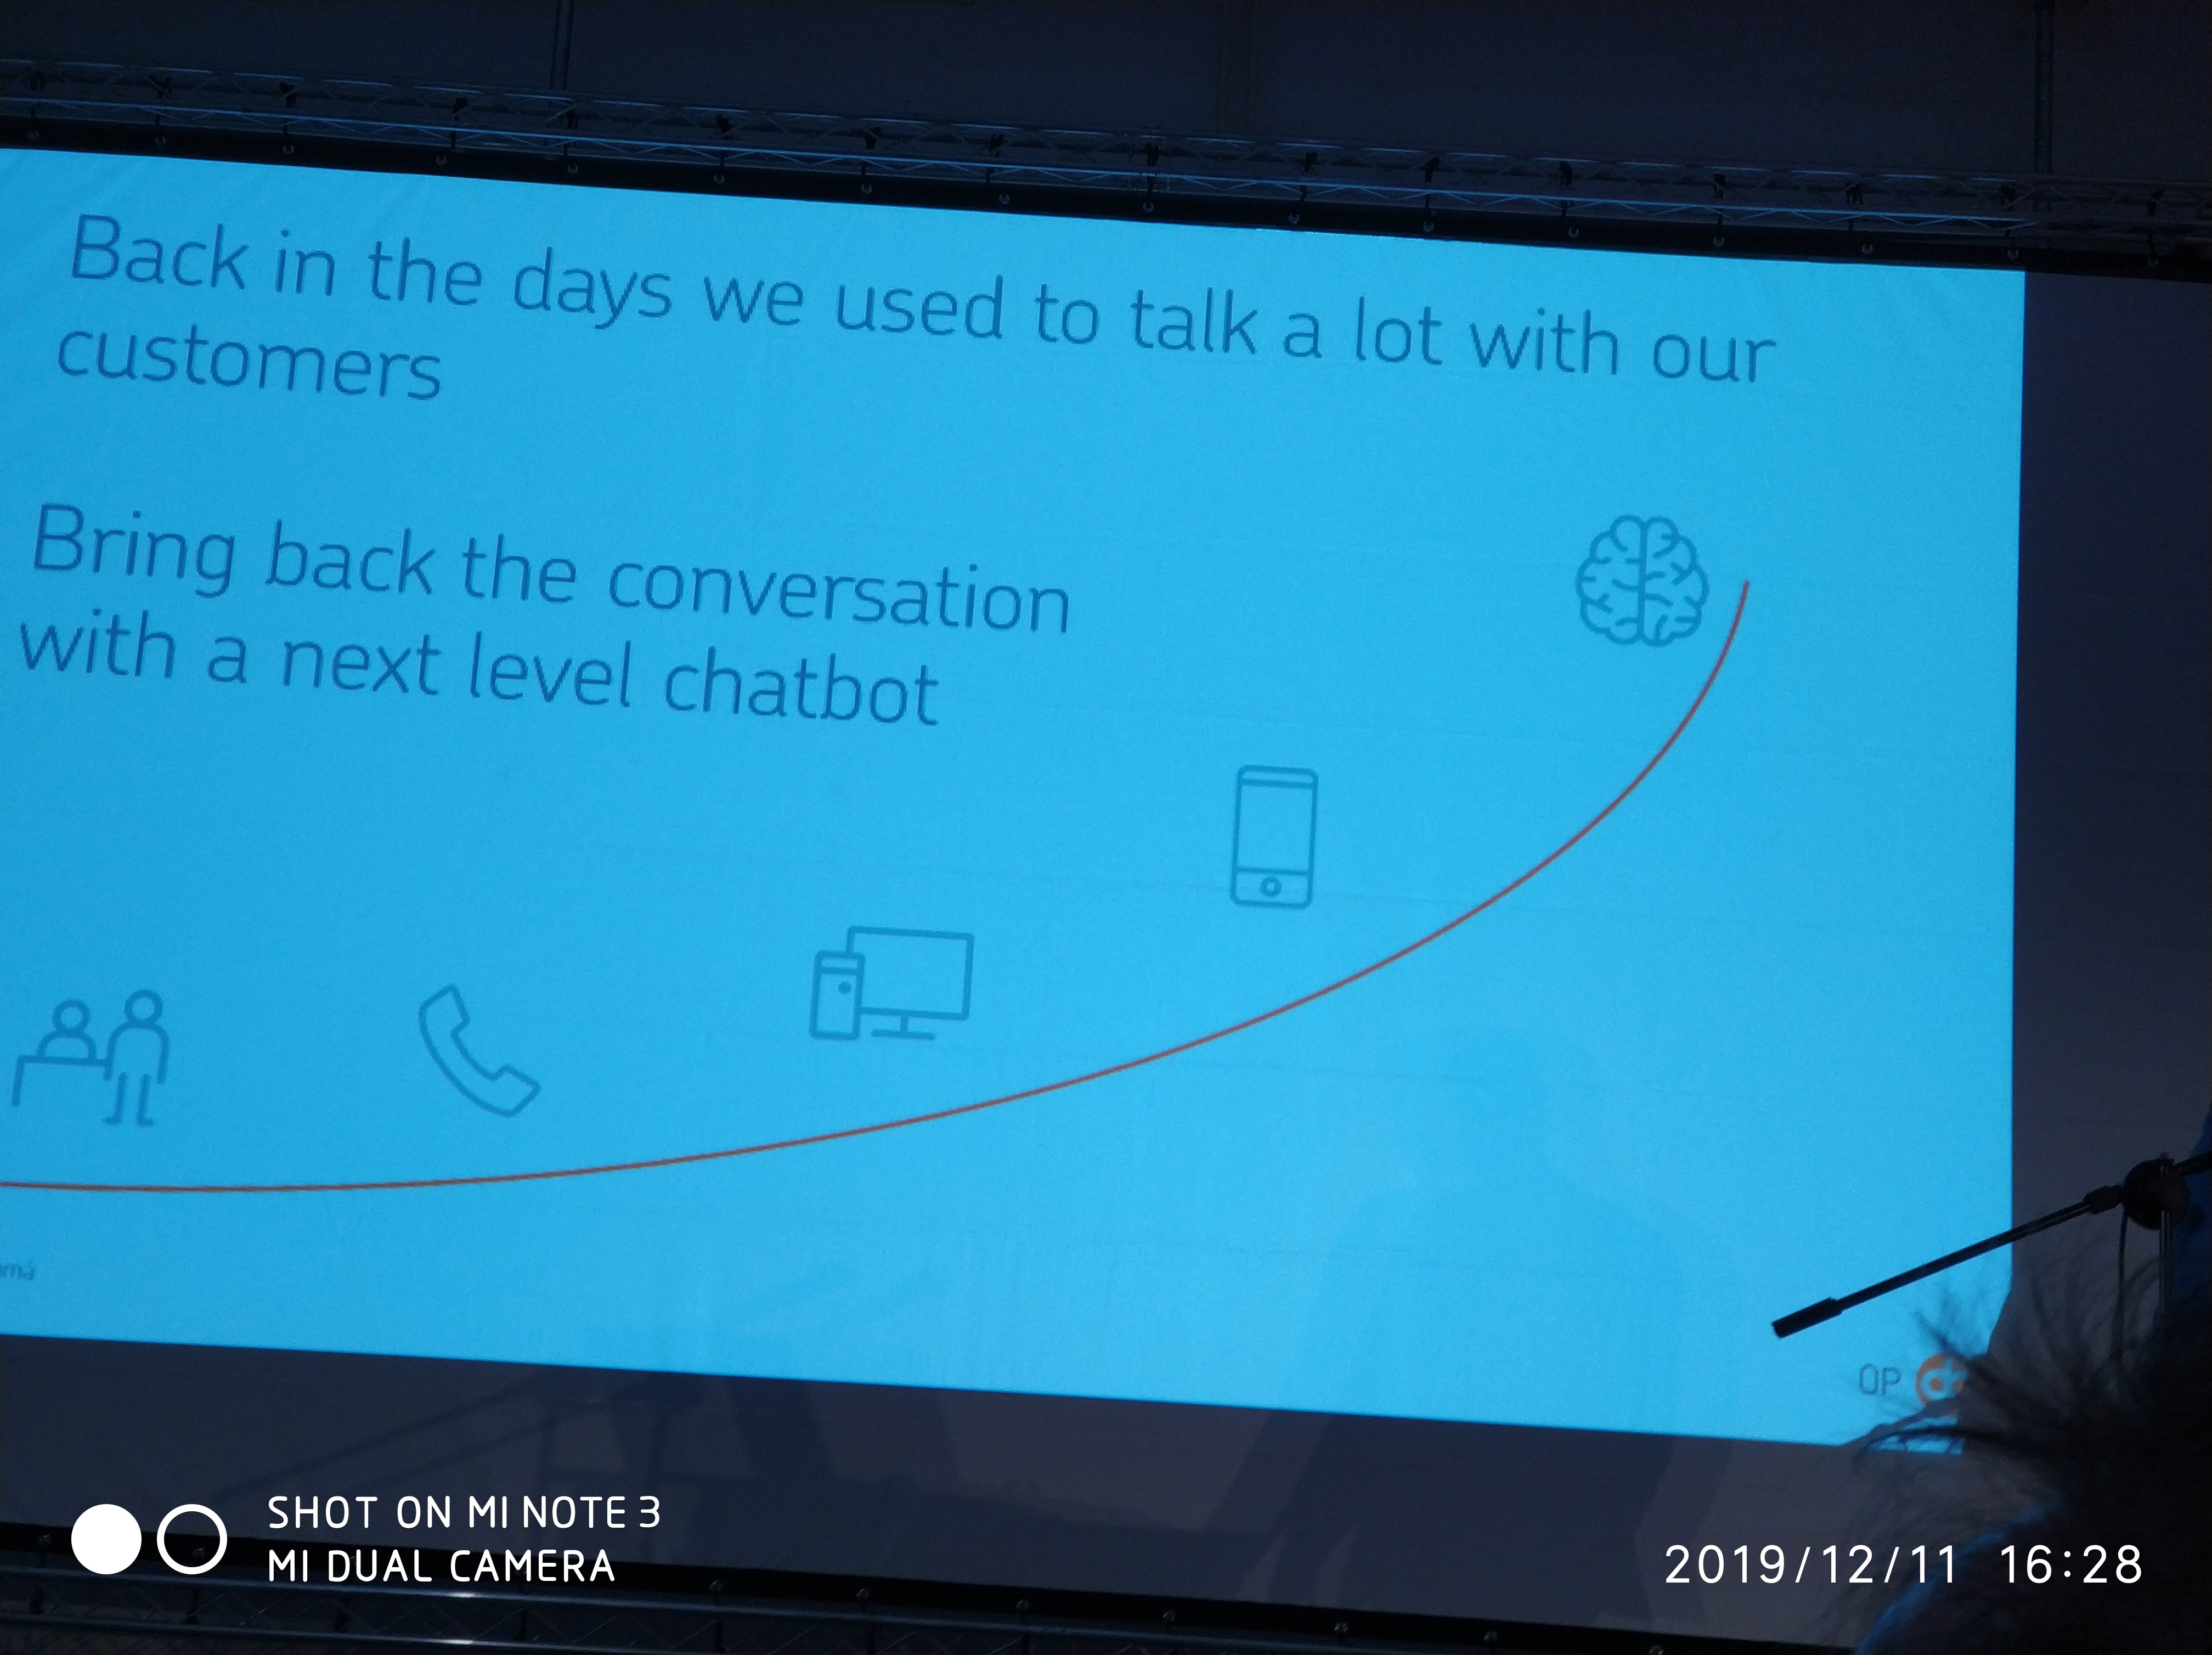 Back in the days we used to talk a lot with our
customers
Bring back the conversation
with a next level chatbot
OP
SHOT ON MI NOTE 3
MI DUAL CAMERA
2019/12/11 16:28